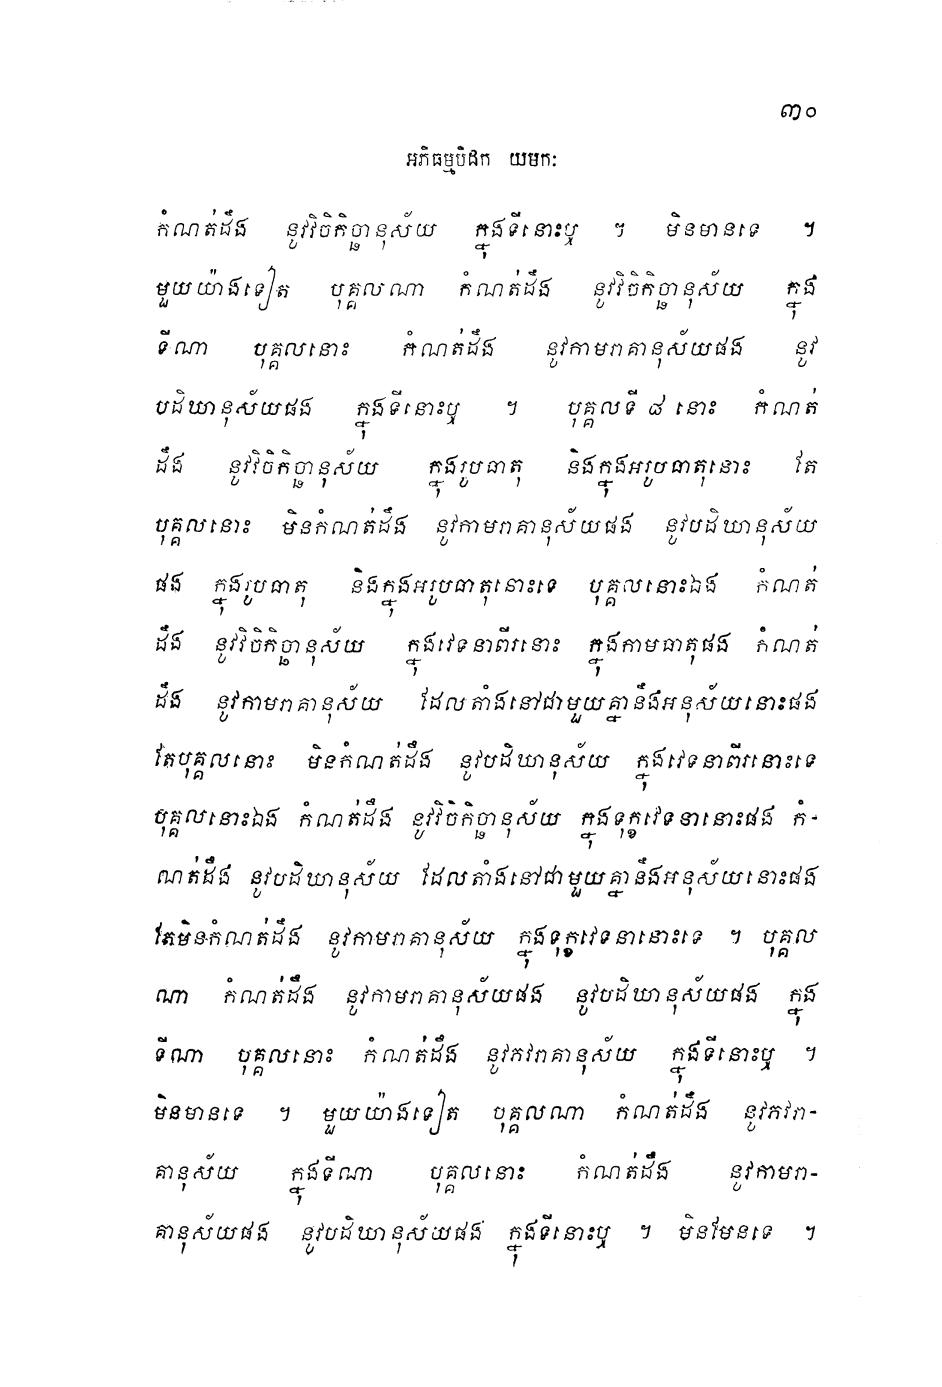 ៣០
អភិធម្មបិដក យមក:
កំណត់ដឹង នូវវិចិកិច្ឆានុស័យ ក្នុងទីនោះឬ ។ មិនមានទេ ។
មួយយ៉ាងទៀត បុគ្គលណា កំណត់ដឹង នូវវិចិកិច្ឆានុស័យ ក្នុង
ទីណា បុគ្គលនោះ កំណត់ដឹង នូវកាមរាគានុស័យផង នូវ
បដិឃានុស័យផង ក្នុងទីនោះឬ ។ បុគ្គលទី ៨ នោះ កំណត់
ដឹង នូវវិចិកិច្ឆានុស័យ ក្នុងរូបធាតុ និងក្នុងអរូបធាតុនោះ តែ
បុគ្គលនោះ មិនកំណត់ដឹង នូវកាមរាគានុស័យផង នូវបដិឃានុស័យ
ផង ក្នុងរូបធាតុ និងក្នុងអរូបធាតុនោះទេ បុគ្គលនោះឯង កំណត់
ដឹង នូវវិចិកិច្ឆានុស័យ ក្នុងវេទនាពីរនោះ ក្នុងកាមធាតុផង កំណត់
ដឹង នូវកាមរាគានុស័យ ដែលតាំងនៅជាមួយគ្នានឹងអនុស័យនោះផង
តែបុគ្គលនោះ មិនកំណត់ដឹង នូវបដិឃានុស័យ ក្នុងវេទនាពីរនោះទេ
បុគ្គលនោះឯង កំណត់ដឹង នូវវិចិកិច្ឆានុស័យ ក្នុងទុក្ខវេទនានោះផង កំ-
ណត់ដឹង នូវបដិឃានុស័យ ដែលតាំងនៅជាមួយគ្នានឹងអនុស័យនោះផង
តែមិនកំណត់ដឹង នូវកាមរាគានុស័យ ក្នុងទុក្ខវេទនានោះទេ ។ បុគ្គល
ណា កំណត់ដឹង នូវកាមរាគានុស័យផង នូវបដិឃានុស័យផង ក្នុង
ទីណា បុគ្គលនោះ កំណត់ដឹង នូវភវរាគានុស័យ ក្នុងទីនោះឬ ។
មិនមានទេ ។ មួយយ៉ាងទៀត បុគ្គលណា កំណត់ដឹង នូវភវរា-
គានុស័យ ក្នុងទីណា បុគ្គលនោះ កំណត់ដឹង នូវកាមរា-
គានុស័យផង នូវបដិឃានុស័យផង ក្នុងទីនោះឬ ។ មិនមែនទេ ។